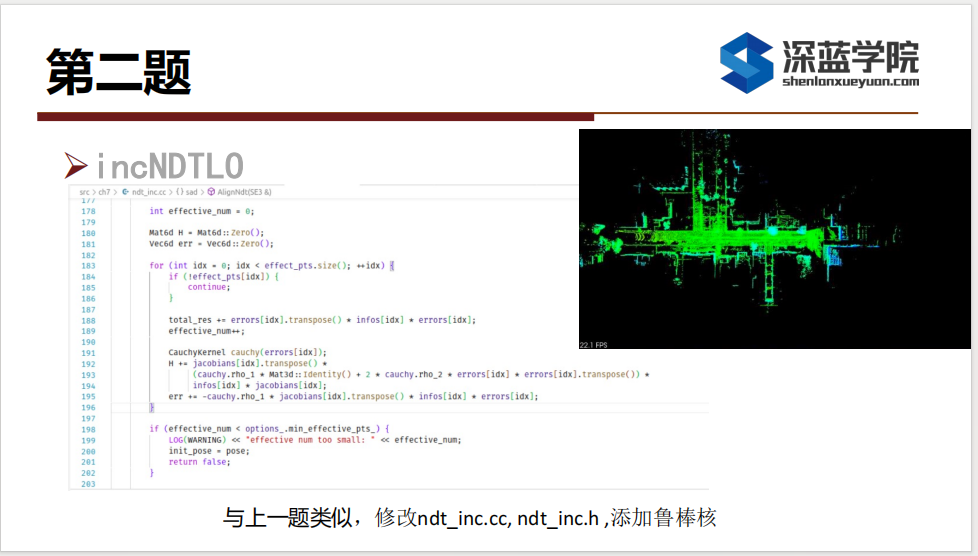 第二题
深蓝学院
shenlanxueyuan.com
incNDTLO
src > ch7 > ndt_inc.cc > {} sad > AlignNdt(SE3 &)
177
178 int effective_num = 0;
179
180 Mat6d H = Mat6d::Zero();
181 Vec6d err = Vec6d::Zero();
182
183 for (int idx = 0; idx < effect_pts.size(); ++idx) {
184 if (!effect_pts[idx]) {
185 continue;
186 }
187
188 total_res += errors[idx].transpose() * infos[idx] * errors[idx];
189 effective_num++;
190
191 CauchyKernel cauchy(errors[idx]);
192 H += jacobians[idx].transpose() *
193 (cauchy.rho_1 * Mat3d::Identity() + 2 * cauchy.rho_2 * errors[idx] * errors[idx].transpose()) *
194 infos[idx] * jacobians[idx];
195 err += -cauchy.rho_1 * jacobians[idx].transpose() * infos[idx] * errors[idx];
196 }
197
198 if (effective_num < options_.min_effective_pts_) {
199 LOG(WARNING) << "effective num too small: " << effective_num;
200 init_pose = pose;
201 return false;
202 }
203
22.1 FPS
与上一题类似，修改ndt_inc.cc, ndt_inc.h ,添加鲁棒核